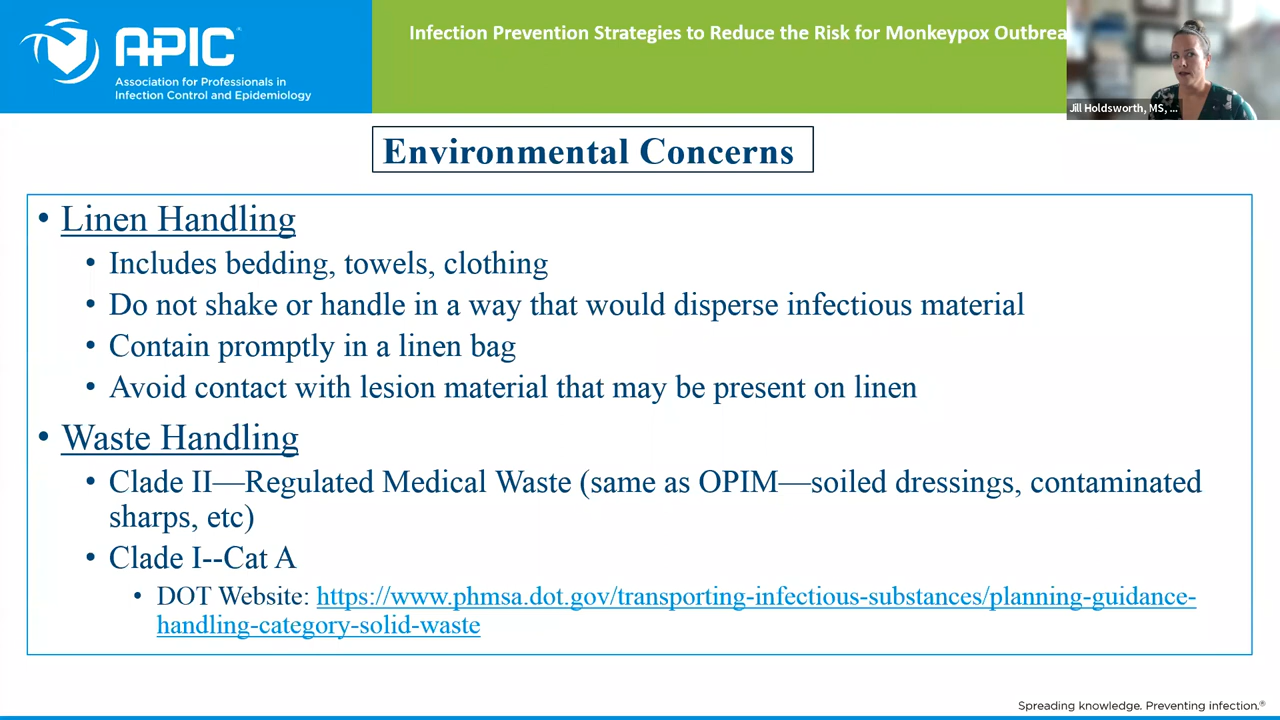 APIC
Association for Professionals in
Infection Control and Epidemiology
Infection Prevention Strategies to Reduce the Risk for Monkeypox Outbrea
Jill Holdsworth, MS, ...
Environmental Concerns
• Linen Handling
• Includes bedding, towels, clothing
• Do not shake or handle in a way that would disperse infectious material
• Contain promptly in a linen bag
• Avoid contact with lesion material that may be present on linen
• Waste Handling
• Clade II—Regulated Medical Waste (same as OPIM—soiled dressings, contaminated
sharps, etc)
• Clade I--Cat A
• DOT Website: https://www.phmsa.dot.gov/transporting-infectious-substances/planning-guidance-
handling-category-solid-waste
Spreading knowledge. Preventing infection.®